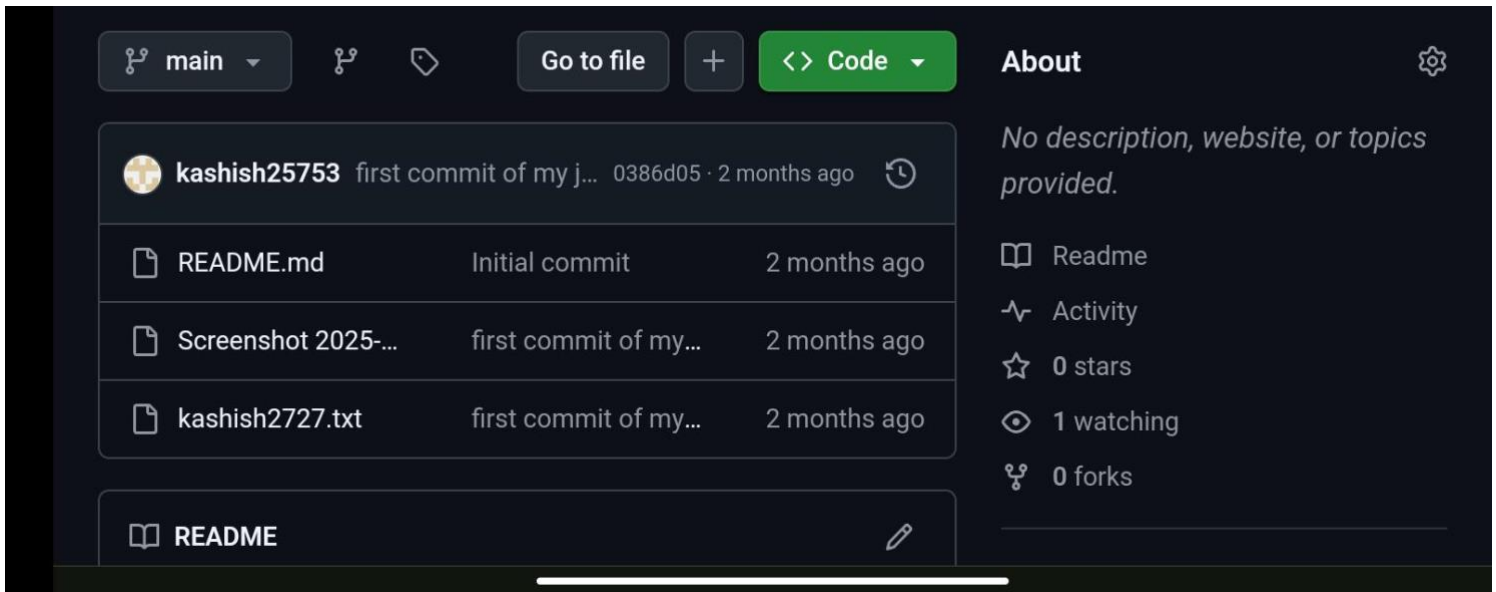 main
Go to file
Code
kashish25753 first commit of my j... 0386d05 · 2 months ago
README.md Initial commit 2 months ago
Screenshot 2025-... first commit of my... 2 months ago
kashish2727.txt first commit of my... 2 months ago
README
About
No description, website, or topics
provided.
Readme
Activity
0 stars
1 watching
0 forks